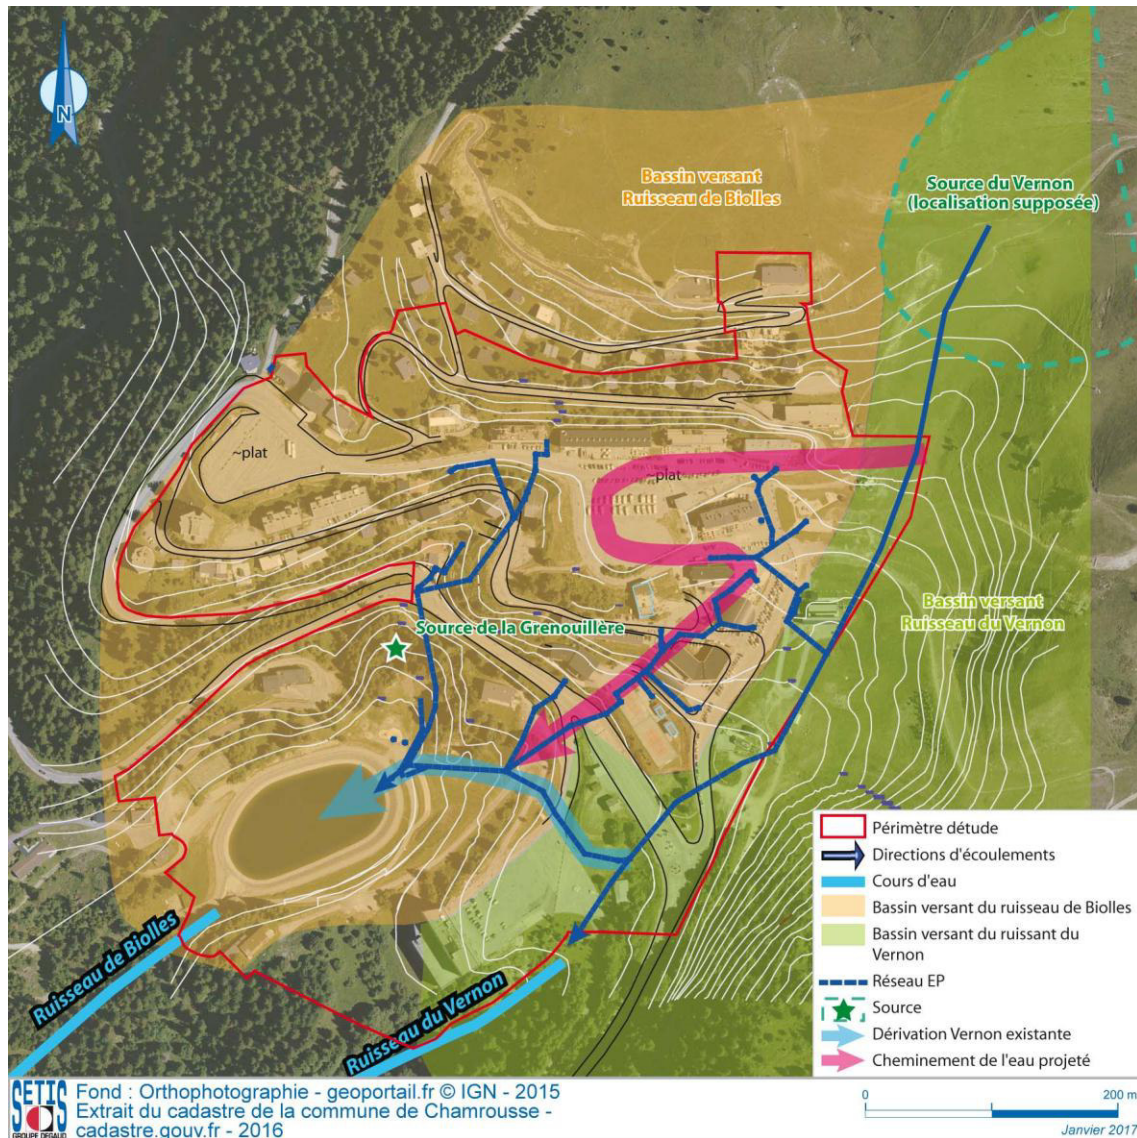 N
Bassin versant
Ruisseau de Biolles
Source du Vernon
(localisation supposée)
~plat
~plat
Bassin versant
Ruisseau du Vernon
Source de la Grenouillère
Ruisseau de Biolles
Ruisseau du Vernon
Périmètre détude
Directions d'écoulements
Cours d'eau
Bassin versant du ruisseau de Biolles
Bassin versant du ruissant du
Vernon
Réseau EP
Source
Dérivation Vernon existante
Cheminement de l'eau projeté
SETIS
GROUPE DEGAUD
Fond : Orthophotographie - geoportail.fr © IGN - 2015
Extrait du cadastre de la commune de Chamrousse -
cadastre.gouv.fr - 2016
0
200 m
Janvier 2017